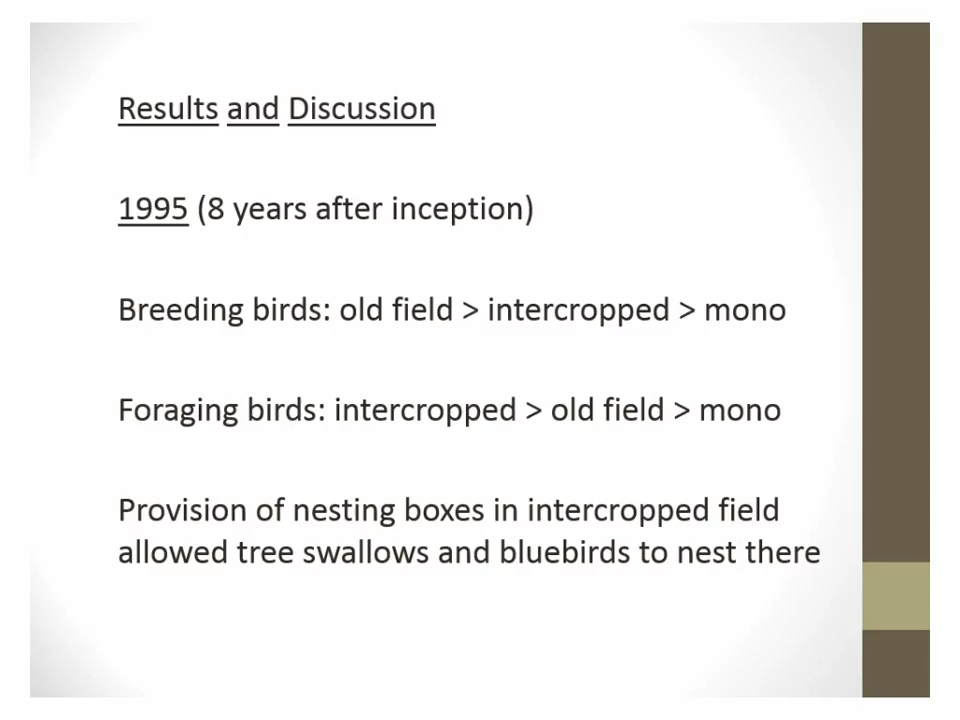 Results and Discussion
1995 (8 years after inception)
Breeding birds: old field > intercropped > mono
Foraging birds: intercropped > old field > mono
Provision of nesting boxes in intercropped field
allowed tree swallows and bluebirds to nest there